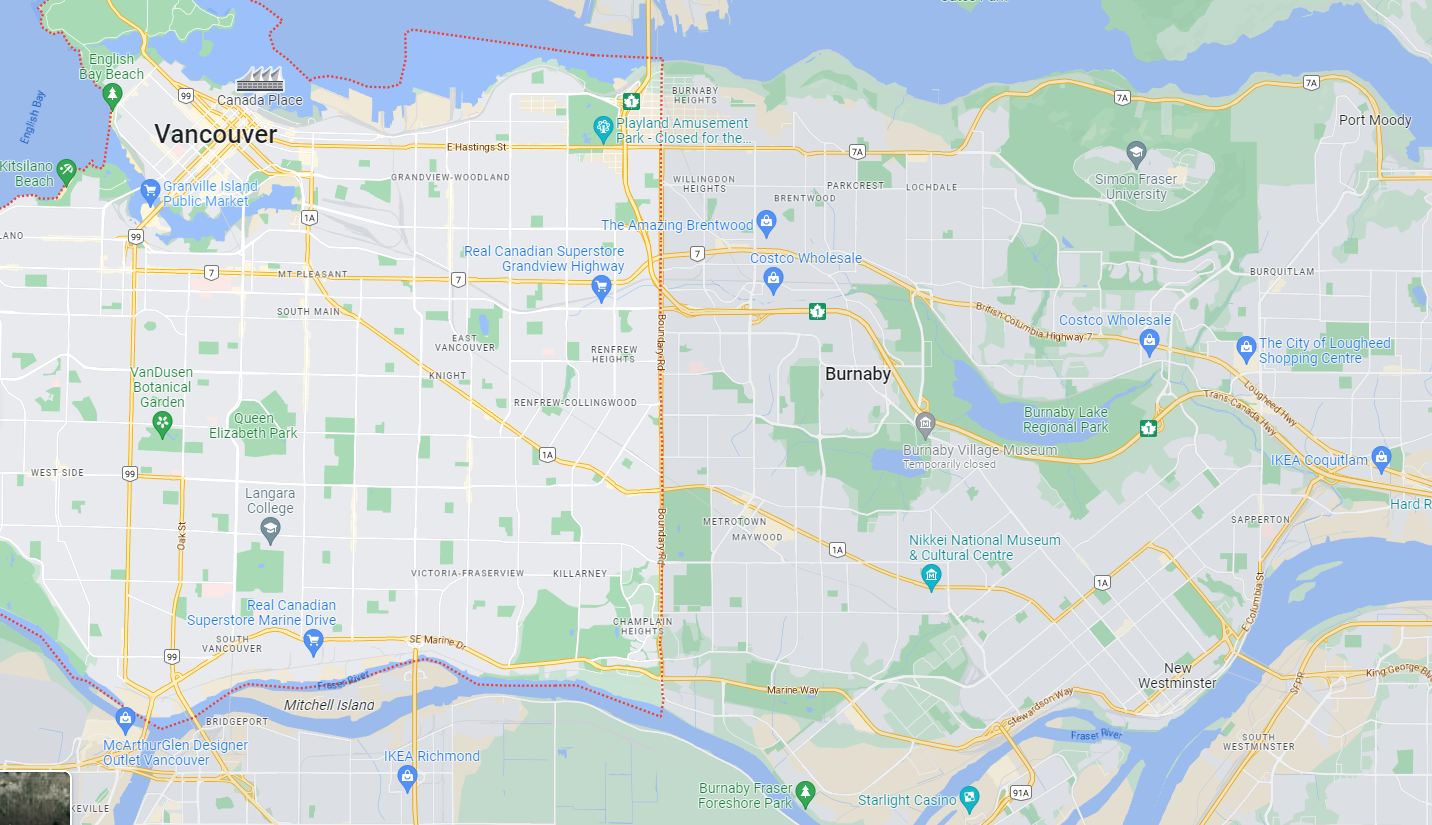 English
Bay Beach
99
Canada Place
English Bay
Vancouver
Kitsilano
Beach
Granville Island
Public Market
1
BURNABY
HEIGHTS
Playland Amusement
Park - Closed for the...
E Hastings St
7A
7A
7A
Port Moody
Simon Fraser
University
GRANDVIEW-WOODLAND
WILLINGDON
HEIGHTS
PARKCREST
LOCHDALE
BRENTWOOD
1A
99
LANO
The Amazing Brentwood
Real Canadian Superstore
Grandview Highway
7
Costco Wholesale
7
MT PLEASANT
7
BURQUITLAM
SOUTH MAIN
1
British Columbia Highway 7
Costco Wholesale
EAST
VANCOUVER
RENFREW
HEIGHTS
Boundary Rd
The City of Lougheed
Shopping Centre
VanDusen
Botanical
Garden
KNIGHT
Burnaby
RENFREW-COLLINGWOOD
Lougheed Hwy
Trans-Canada Hwy
Queen
Elizabeth Park
Burnaby Lake
Regional Park
1
Burnaby Village Museum
Temporarily closed
1A
IKEA Coquitlam
WEST SIDE
99
Langara
College
Hard R
Oak St
Boundary Rd
METROTOWN
MAYWOOD
SAPPERTON
1A
Nikkei National Museum
& Cultural Centre
VICTORIA-FRASERVIEW
KILLARNEY
1A
E Columbia St
Real Canadian
Superstore Marine Drive
CHAMPLAIN
HEIGHTS
SOUTH
VANCOUVER
SE Marine Dr
99
New
Westminster
King George Blv
SFPR
Fraser River
Mitchell Island
Marine Way
Stewardson Way
BRIDGEPORT
Fraser River
SOUTH
WESTMINSTER
McArthurGlen Designer
Outlet Vancouver
IKEA Richmond
Burnaby Fraser
Foreshore Park
Starlight Casino
91A
KEVILLE